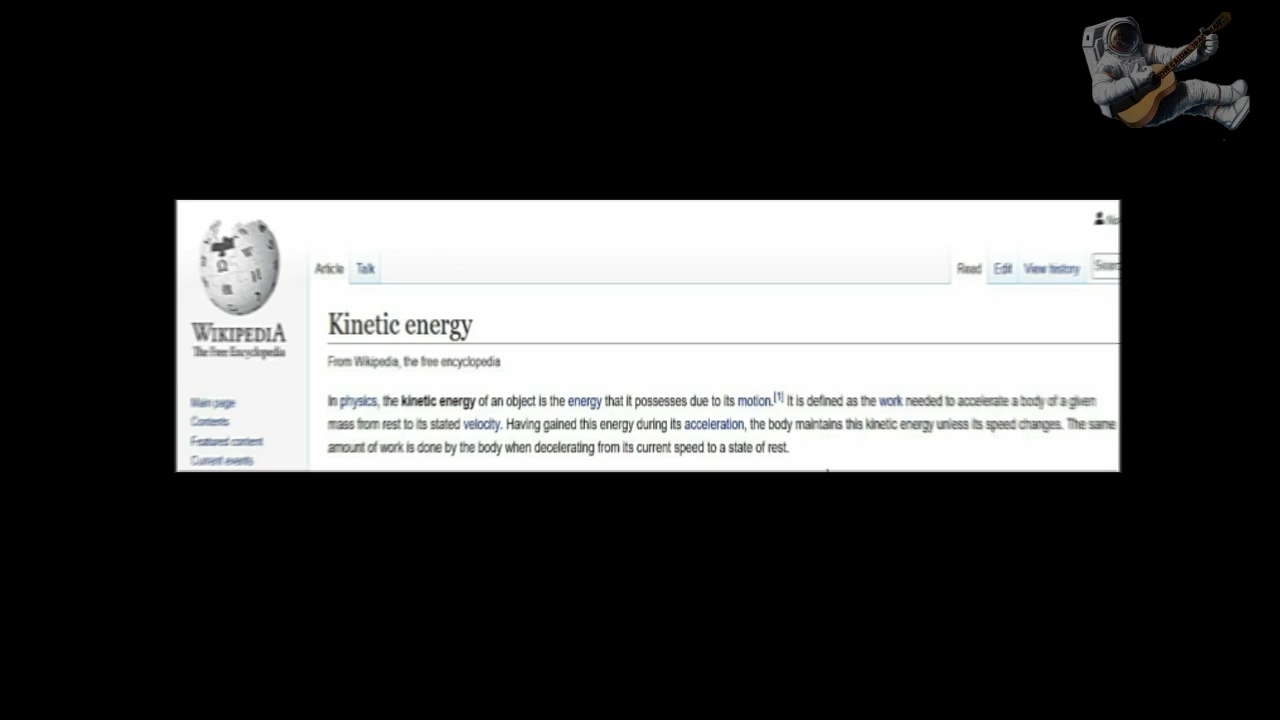 WIKIPEDIA
The Free Encyclopedia
Main page
Contents
Featured content
Current events
Article Talk
Read Edit View history
Kinetic energy
From Wikipedia, the free encyclopedia
In physics, the kinetic energy of an object is the energy that it possesses due to its motion.[1] It is defined as the work needed to accelerate a body of a given
mass from rest to its stated velocity. Having gained this energy during its acceleration, the body maintains this kinetic energy unless its speed changes. The same
amount of work is done by the body when decelerating from its current speed to a state of rest.